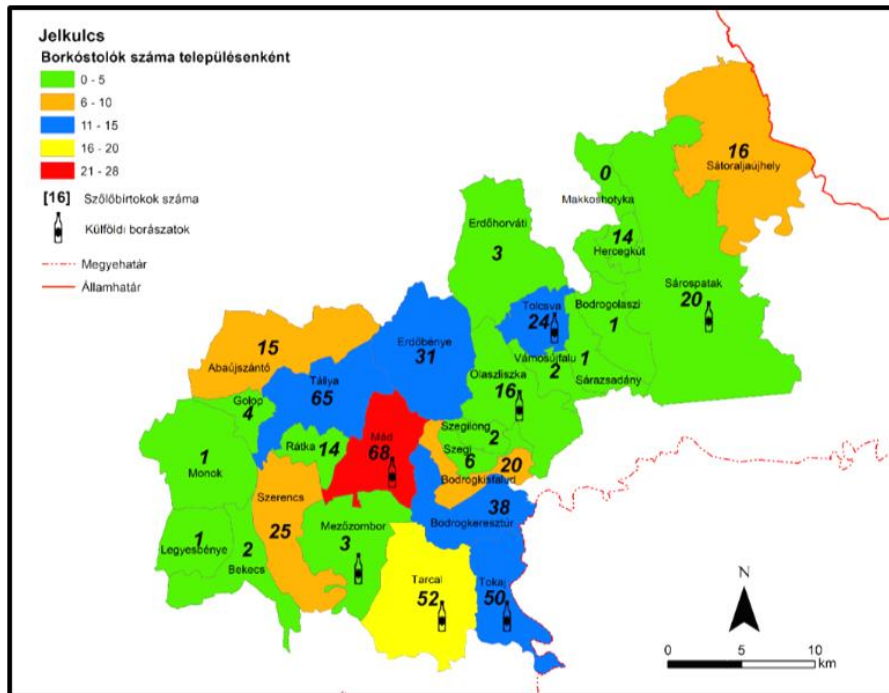 Jelkulcs
Borkóstolók száma településenként
0 - 5
6 - 10
11 - 15
16 - 20
21 - 28
[16] Szőlőbirtokok száma
Külföldi borászatok
Megyehatár
Államhatár
16
Sátoraljaújhely
0
Makkoshotyka
14
Hercegkút
Erdőhorváti
3
Sárospatak
20
Tolcsva
24
Bodrogolaszi
1
Erdőbénye
31
Vámosújfalu
2
1
Sárazsadány
15
Abaújszántó
Olaszliszka
16
Tállya
65
Golop
4
Szegilong
2
Mád
68
Rátka
14
Szegi
6
20
Bodrogkisfalud
1
Monok
38
Bodrogkeresztúr
Szerencs
25
Mezőzombor
3
1
Legyesbénye
2
Bekecs
Tarcal
52
Tokaj
50
N
0 5 10
km